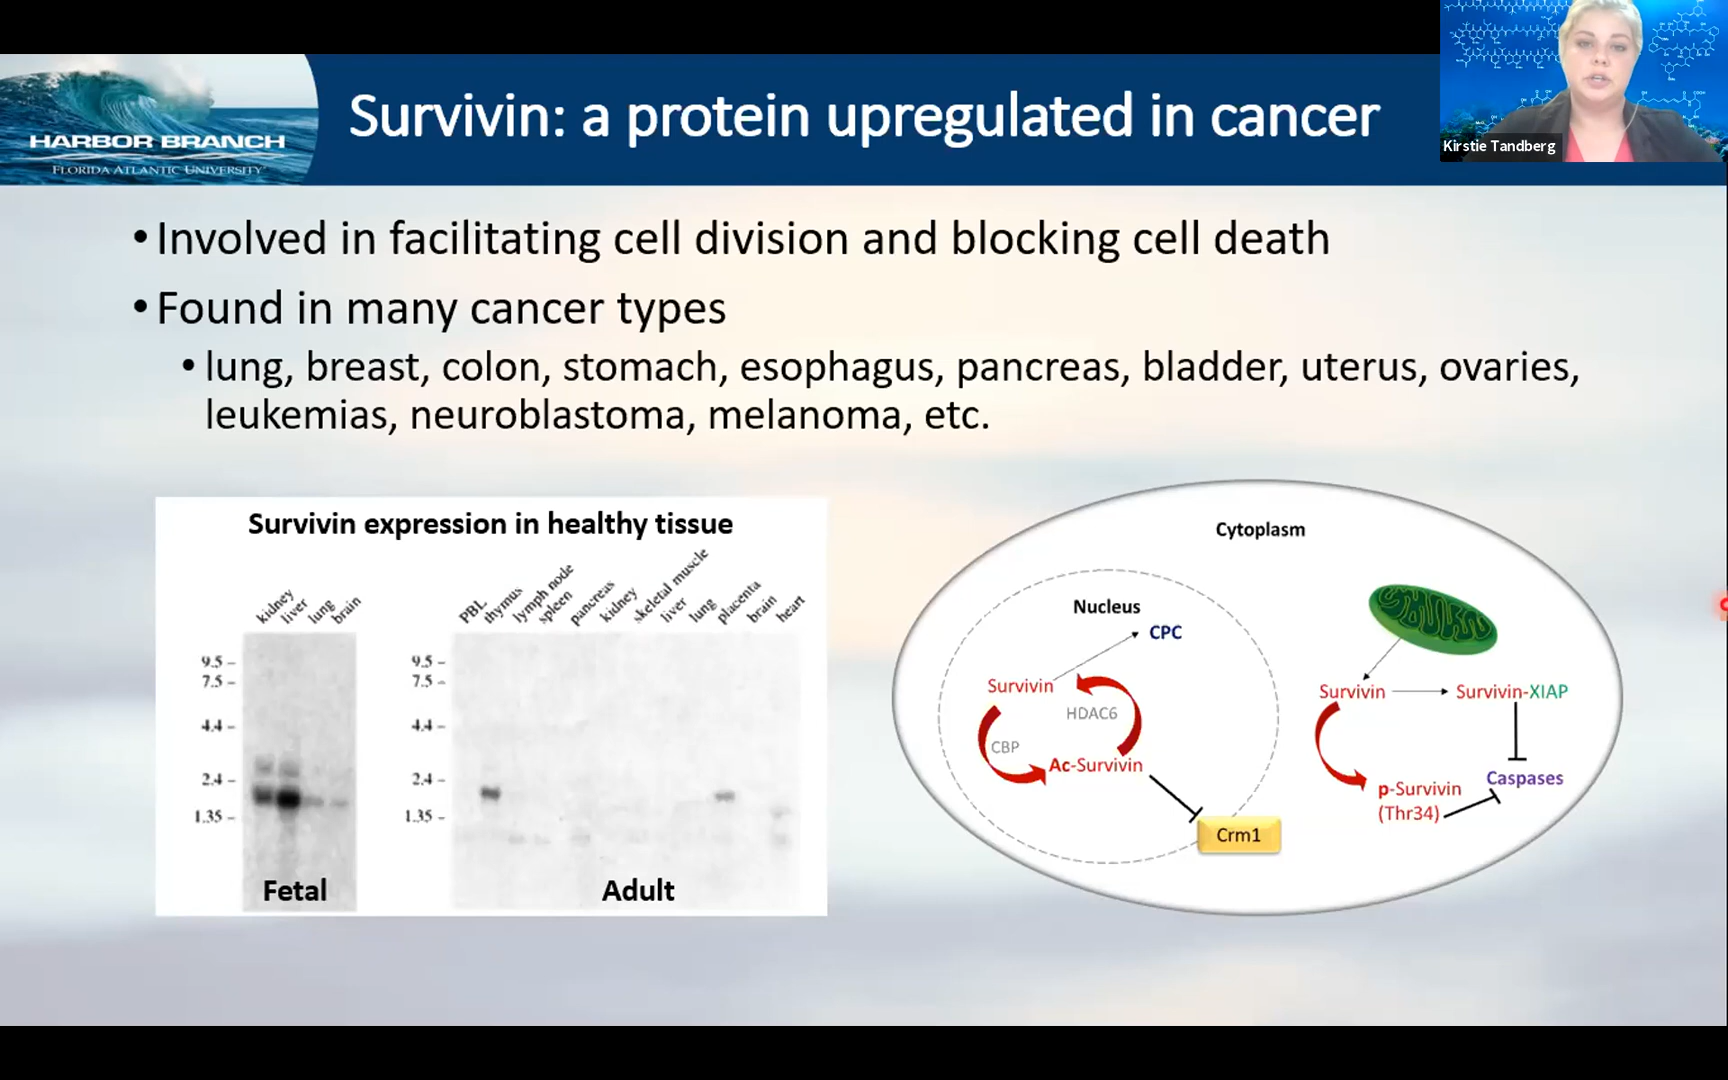 HARBOR BRANCH
FLORIDA ATLANTIC UNIVERSITY
Survivin: a protein upregulated in cancer
Kirstie Tandberg
• Involved in facilitating cell division and blocking cell death
• Found in many cancer types
• lung, breast, colon, stomach, esophagus, pancreas, bladder, uterus, ovaries,
leukemias, neuroblastoma, melanoma, etc.
Survivin expression in healthy tissue
kidney
liver
lung
brain
9.5 –
7.5 –
4.4 –
2.4 –
1.35 –
Fetal
PBL
thymus
lymph node
spleen
pancreas
kidney
skeletal muscle
liver
lung
placenta
brain
heart
9.5 –
7.5 –
4.4 –
2.4 –
1.35 –
Adult
Cytoplasm
Nucleus
CPC
Survivin
HDAC6
CBP
Ac-Survivin
Crm1
Survivin
Survivin-XIAP
Caspases
p-Survivin
(Thr34)